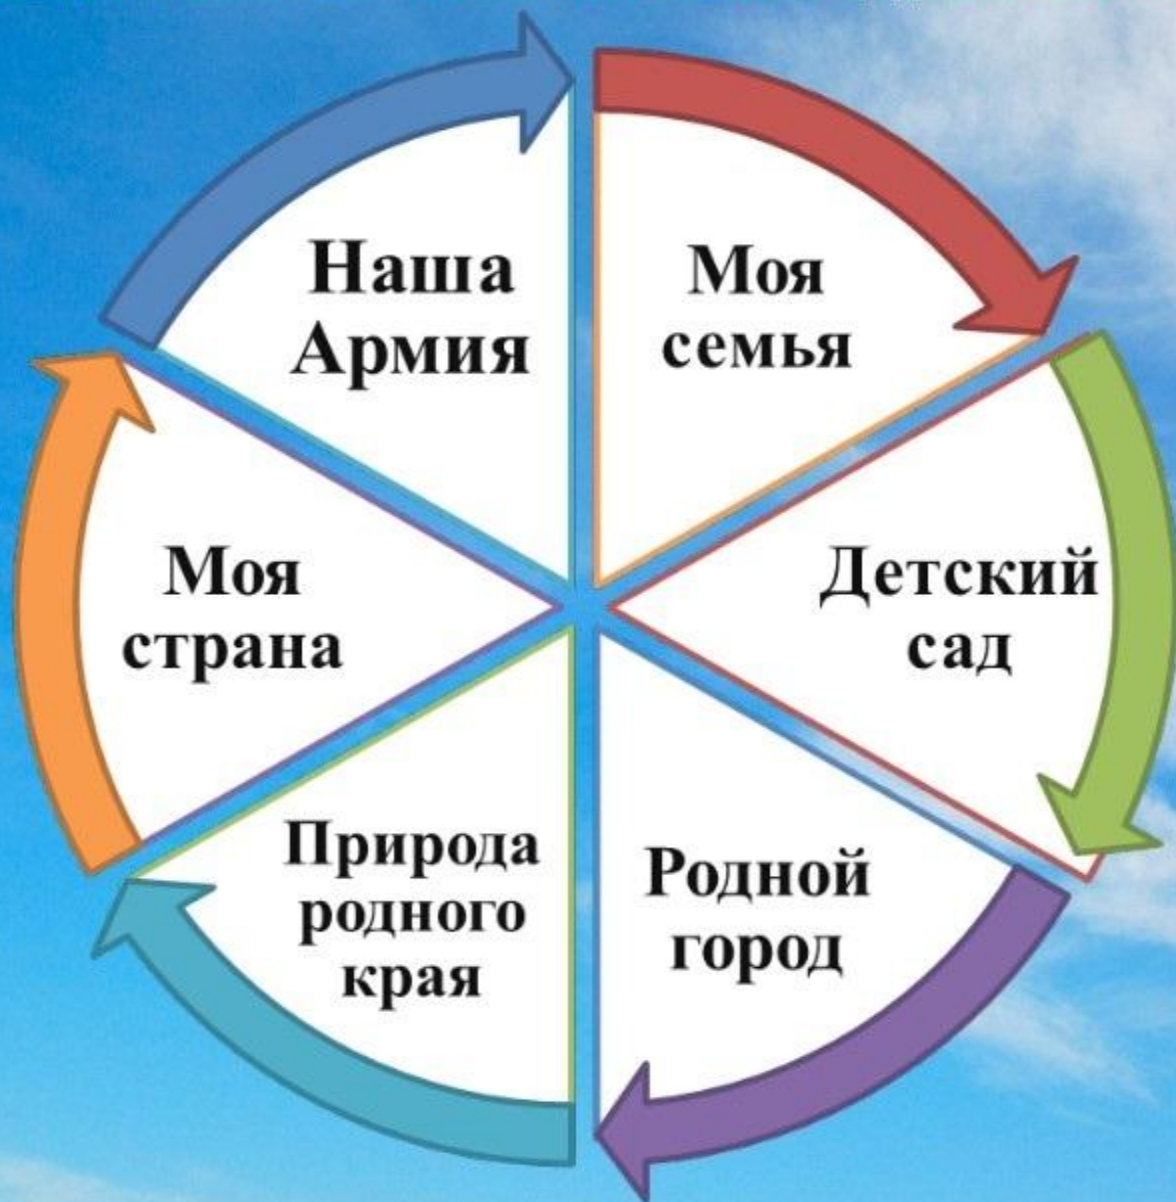 Наша
Армия
Моя
семья
Моя
страна
Детский
сад
Природа
родного
края
Родной
город